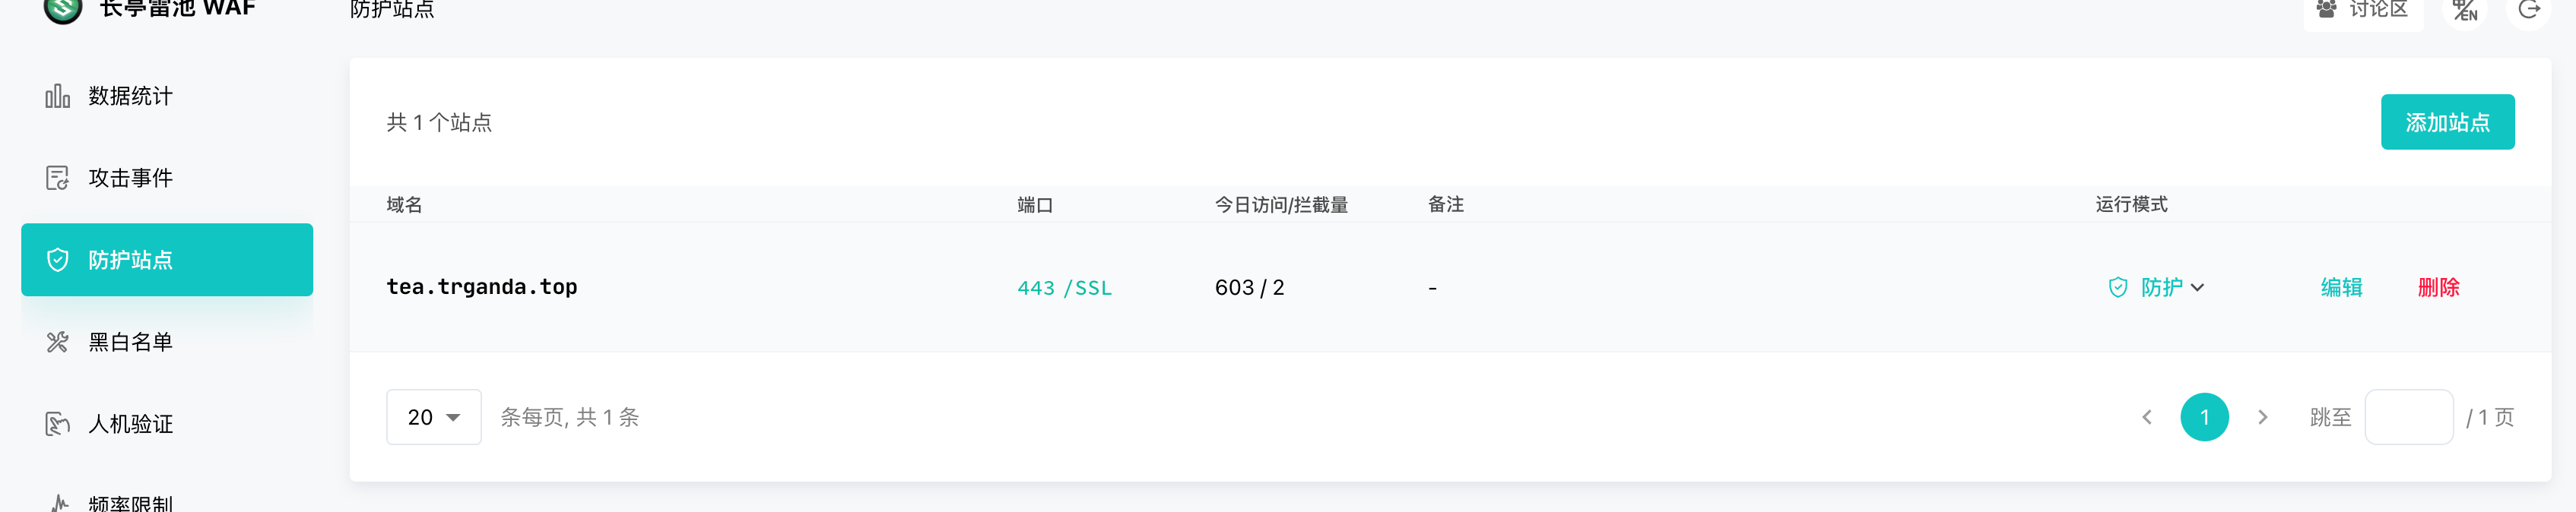 长亭雷池 WAF
防护站点
讨论区
中/EN
数据统计
攻击事件
防护站点
黑白名单
人机验证
频率限制
共 1 个站点
添加站点
域名 端口 今日访问/拦截量 备注 运行模式
tea.trganda.top 443 /SSL 603 / 2 - 防护 编辑 删除
20 条每页, 共 1 条
1 跳至 / 1 页